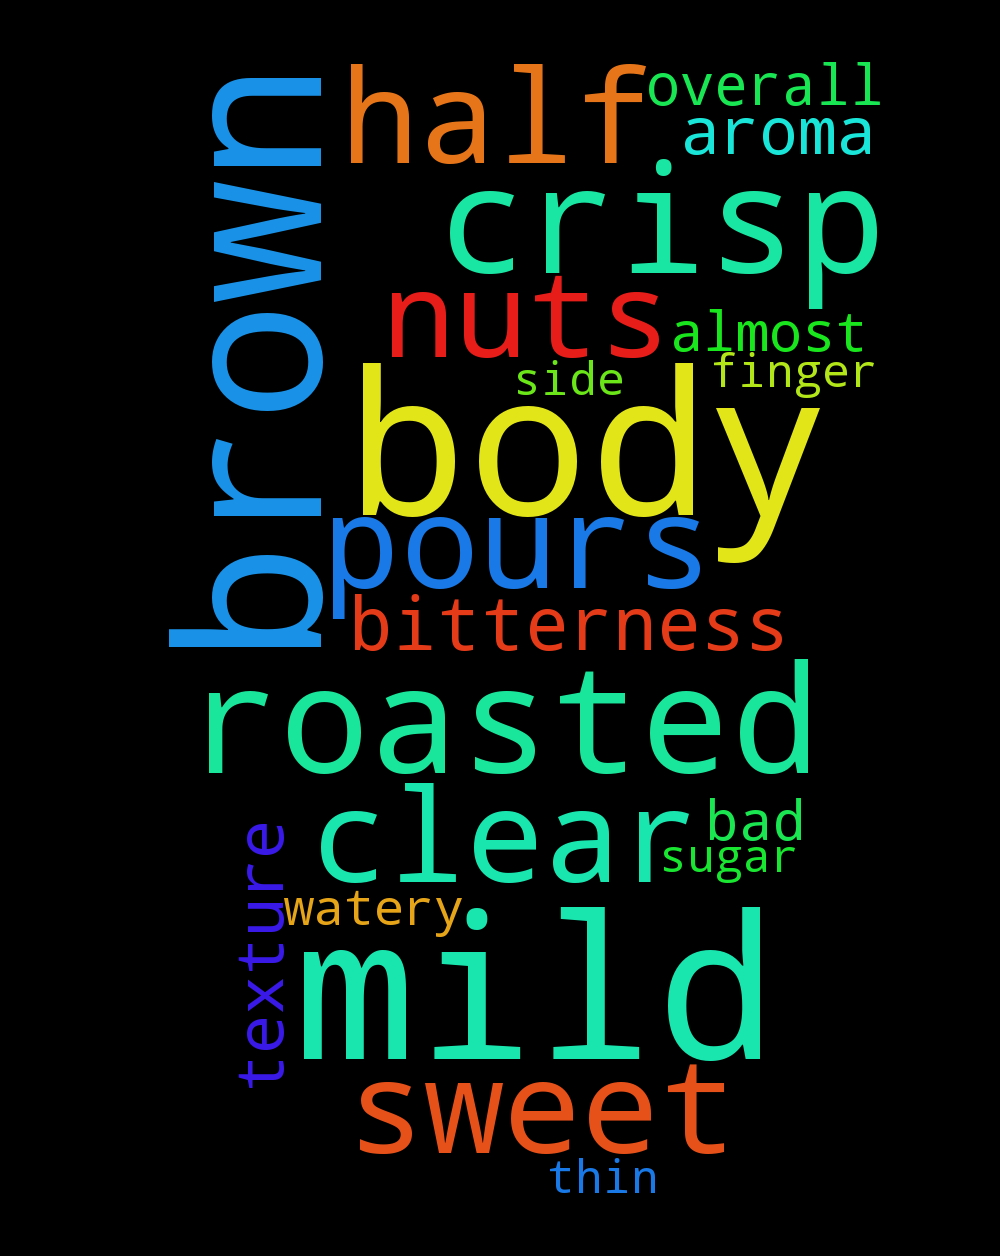 brown
half
overall
aroma
crisp
nuts
almost
side
finger
body
pours
bitterness
roasted
clear
bad
sugar
texture
watery
mild
sweet
thin